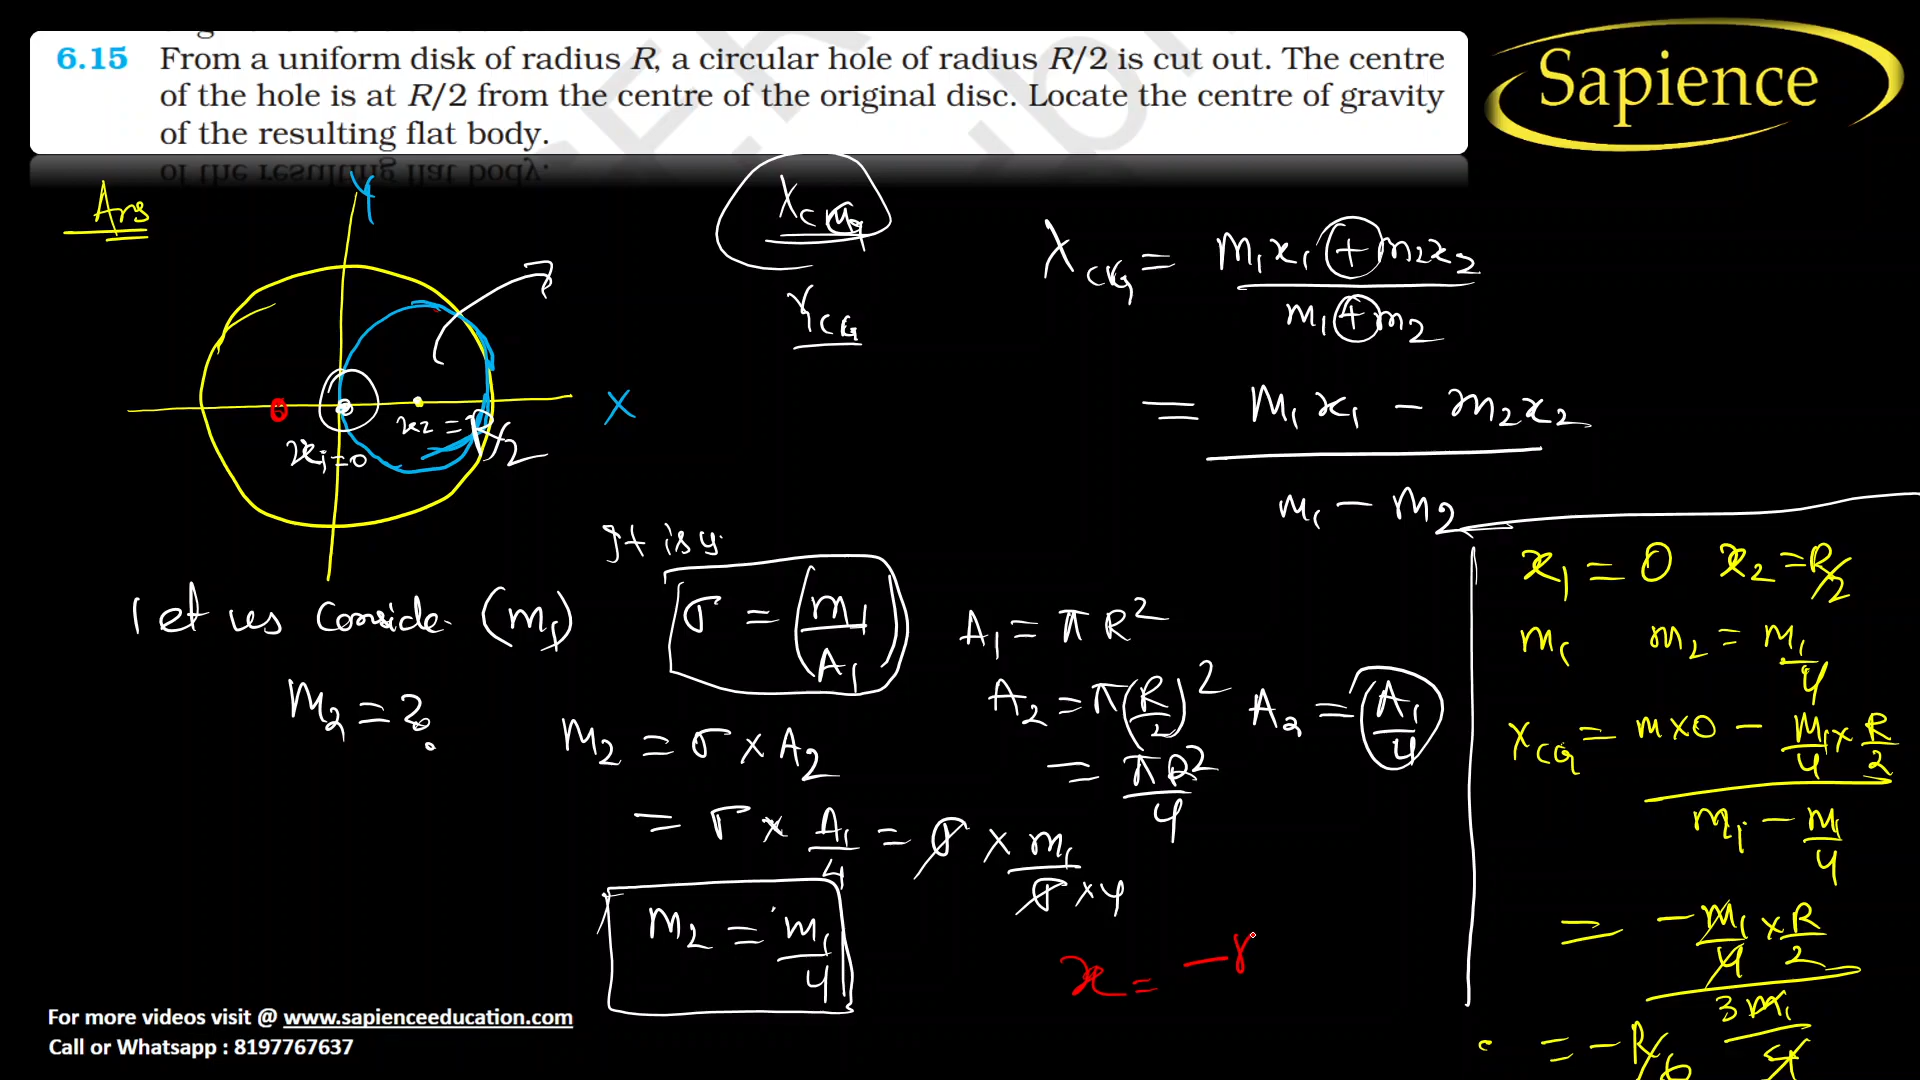 6.15 From a uniform disk of radius R, a circular hole of radius R/2 is cut out. The centre
of the hole is at R/2 from the centre of the original disc. Locate the centre of gravity
of the resulting flat body.
Sapience
Ans
Y
X
x₁=0
x₂ = R/2
X_CG
Y_CG
X_CG = (m₁x₁ + m₂x₂)/(m₁ + m₂)
= (m₁x₁ − m₂x₂)/(m₁ − m₂)
Let us conside (m₁)
m₂ = ?
It is
σ = (m₁/A₁)
m₂ = σ × A₂
= σ × A₁/4 = σ × m₁/(σ × 4)
m₂ = m₁/4
A₁ = πR²
A₂ = π(R/2)²
= πR²/4
A₂ = (A₁/4)
x = −
x₁ = 0 x₂ = R/2
m₁ m₂ = m₁/4
X_CG = (m×0 − m₁/4 × R/2)/(m₁ − m₁/4)
= (−m₁/4 × R/2)/(3m₁/4)
= −R/6
For more videos visit @ www.sapienceeducation.com
Call or Whatsapp : 8197767637